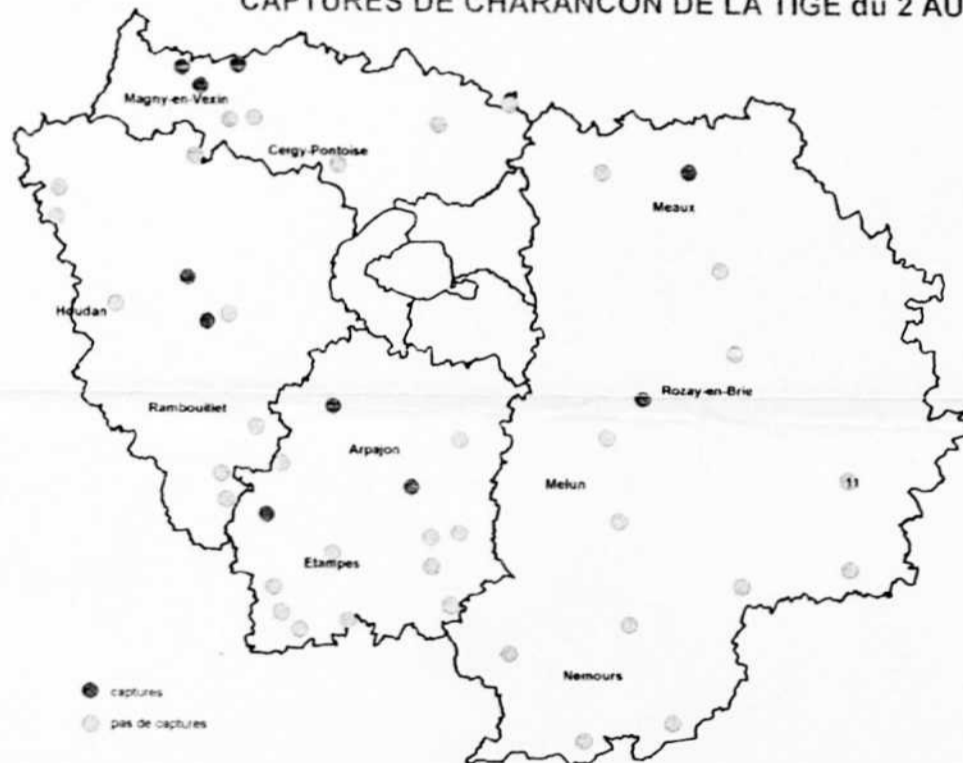 CAPTURES DE CHARANCON DE LA TIGE du 2 AU
Magny-en-Vexin
Cergy-Pontoise
Meaux
Houdan
Rozay-en-Brie
Rambouillet
Arpajon
Melun
11
Etampes
Nemours
captures
pas de captures